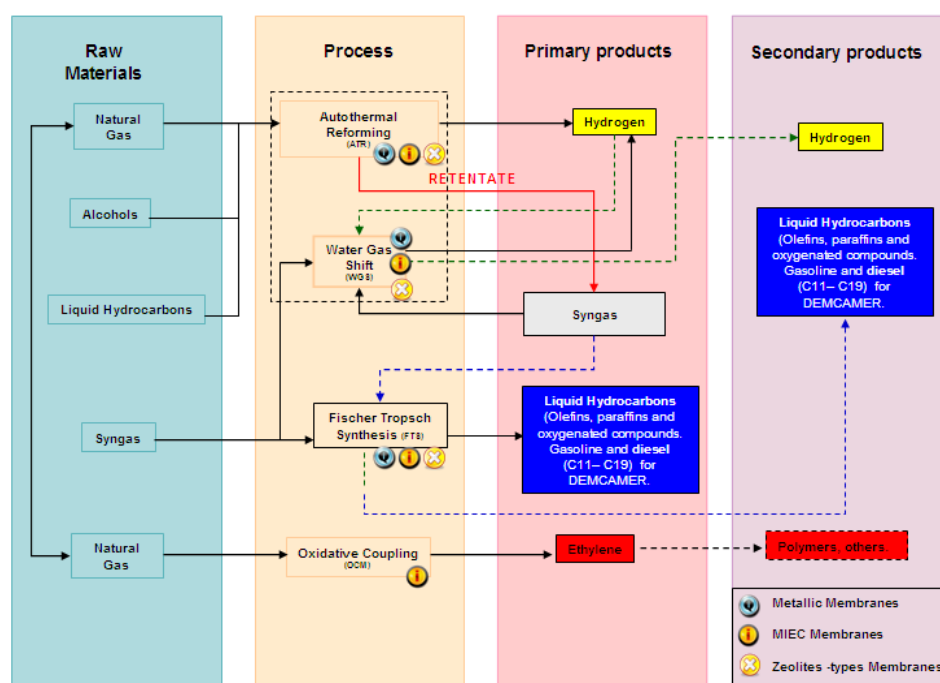 Raw
Materials
Natural
Gas
Alcohols
Liquid Hydrocarbons
Syngas
Natural
Gas
Process
Autothermal
Reforming
(ATR)
Water Gas
Shift
(WGS)
Fischer Tropsch
Synthesis (FTS)
Oxidative Coupling
(OCM)
Primary products
Hydrogen
RETENTATE
Syngas
Liquid Hydrocarbons
(Olefins, paraffins and
oxygenated compounds.
Gasoline and diesel
(C11– C19) for
DEMCAMER.
Ethylene
Secondary products
Hydrogen
Liquid Hydrocarbons
(Olefins, paraffins and
oxygenated compounds.
Gasoline and diesel
(C11– C19) for
DEMCAMER.
Polymers, others.
Metallic Membranes
MIEC Membranes
Zeolites -types Membranes